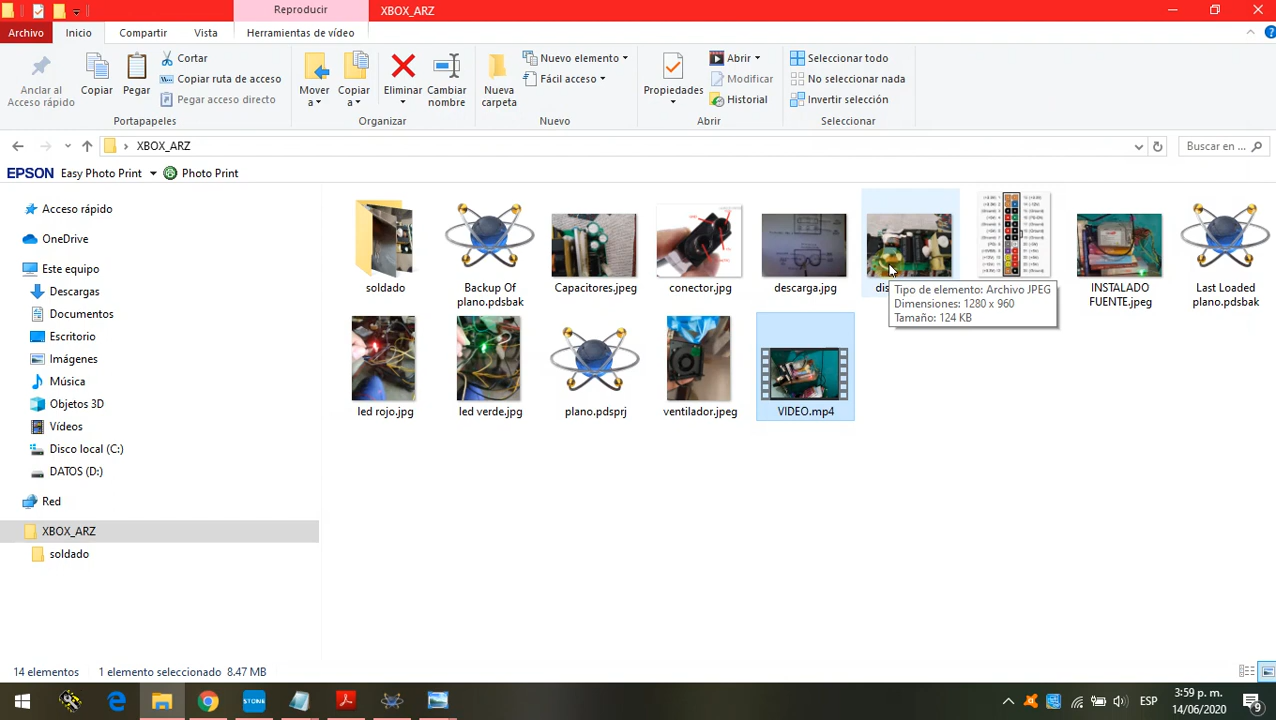 Reproducir
XBOX_ARZ
Archivo
Inicio
Compartir
Vista
Herramientas de vídeo
Anclar al
Acceso rápido
Copiar
Pegar
Cortar
Copiar ruta de acceso
Pegar acceso directo
Portapapeles
Mover
a
Copiar
a
Eliminar
Cambiar
nombre
Organizar
Nueva
carpeta
Nuevo elemento
Fácil acceso
Nuevo
Propiedades
Abrir
Modificar
Historial
Abrir
Seleccionar todo
No seleccionar nada
Invertir selección
Seleccionar
XBOX_ARZ
Buscar en ...
EPSON Easy Photo Print
Photo Print
Acceso rápido
OneDrive
Este equipo
Descargas
Documentos
Escritorio
Imágenes
Música
Objetos 3D
Vídeos
Disco local (C:)
DATOS (D:)
Red
XBOX_ARZ
soldado
soldado
Backup Of
plano.pdsbak
Capacitores.jpeg
conector.jpg
descarga.jpg
Tipo de elemento: Archivo JPEG
Dimensiones: 1280 x 960
Tamaño: 124 KB
INSTALADO
FUENTE.jpeg
Last Loaded
plano.pdsbak
led rojo.jpg
led verde.jpg
plano.pdsprj
ventilador.jpeg
VIDEO.mp4
14 elementos
1 elemento seleccionado 8.47 MB
STONE
ESP
3:59 p. m.
14/06/2020
9